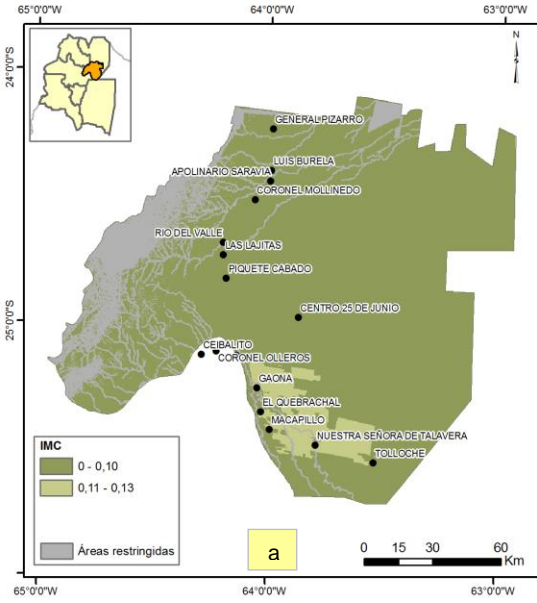 65°0'0"W 64°0'0"W 63°0'0"W
24°0'0"S
N
GENERAL PIZARRO
LUIS BURELA
APOLINARIO SARAVIA
CORONEL MOLLINEDO
RIO DEL VALLE
LAS LAJITAS
PIQUETE CABADO
CENTRO 25 DE JUNIO
25°0'0"S
CEIBALITO
CORONEL OLLEROS
GAONA
EL QUEBRACHAL
MACAPILLO
NUESTRA SEÑORA DE TALAVERA
TOLLOCHE
IMC
0 - 0,10
0,11 - 0,13
Áreas restringidas
a
0 15 30 60
Km
65°0'0"W 64°0'0"W 63°0'0"W